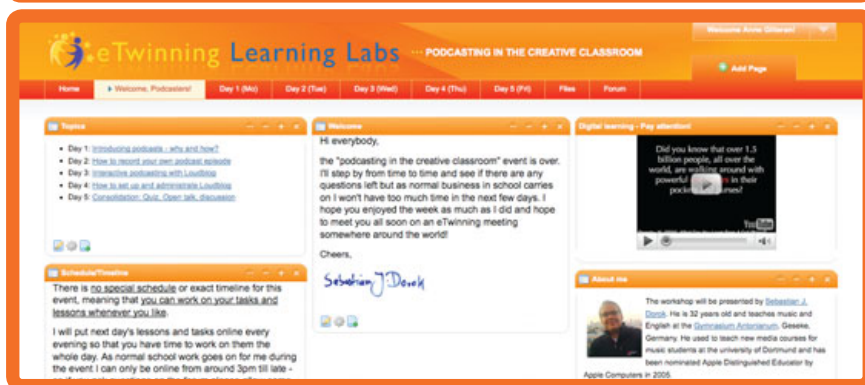 eTwinning Learning Labs ··· PODCASTING IN THE CREATIVE CLASSROOM
Welcome Anne Gilleran!
Add Page
Home
Welcome, Podcasters!
Day 1 (Mo)
Day 2 (Tue)
Day 3 (Wed)
Day 4 (Thu)
Day 5 (Fri)
Files
Forum
Topics
• Day 1: Introducing podcasts - why and how?
• Day 2: How to record your own podcast episode
• Day 3: Interactive podcasting with Loudblog
• Day 4: How to set up and administrate Loudblog
• Day 5: Consolidation: Quiz, Open talk, discussion
Schedule/Timeline
There is no special schedule or exact timeline for this
event, meaning that you can work on your tasks and
lessons whenever you like.
I will put next day's lessons and tasks online every
evening so that you have time to work on them the
whole day. As normal school work goes on for me during
the event I can only be online from around 3pm till late -
Welcome
Hi everybody,
the "podcasting in the creative classroom" event is over.
I'll step by from time to time and see if there are any
questions left but as normal business in school carries
on I won't have too much time in the next few days. I
hope you enjoyed the week as much as I did and hope
to meet you all soon on an eTwinning meeting
somewhere around the world!
Cheers,
Sebastian J. Dorok
Digital learning - Pay attention!
Did you know that over 1.5
billion people, all over the
world, are walking around with
powerful in their
pockets purses?
You Tube
About me
The workshop will be presented by Sebastian J.
Dorok. He is 32 years old and teaches music and
English at the Gymnasium Antonianum, Geseke,
Germany. He used to teach new media courses for
music students at the university of Dortmund and has
been nominated Apple Distinguished Educator by
Apple Computers in 2005.